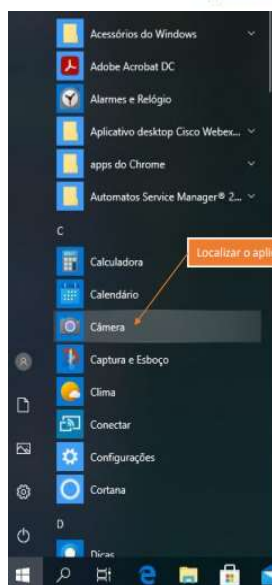 Acessórios do Windows
Adobe Acrobat DC
Alarmes e Relógio
Aplicativo desktop Cisco Webex...
apps do Chrome
Automatos Service Manager® 2...
C
Calculadora
Localizar o apli
Calendário
Câmera
Captura e Esboço
Clima
Conectar
Configurações
Cortana
D
Dicas